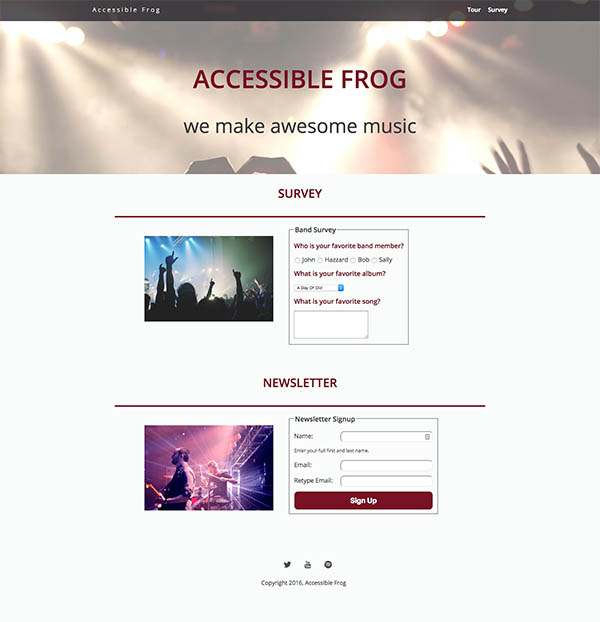 Accessible Frog
Tour Survey
ACCESSIBLE FROG
we make awesome music
SURVEY
Band Survey
Who is your favorite band member?
John Hazzard Bob Sally
What is your favorite album?
A Day Of Old
What is your favorite song?
NEWSLETTER
Newsletter Signup
Name:
Enter your full first and last name.
Email:
Retype Email:
Sign Up
Copyright 2016, Accessible Frog